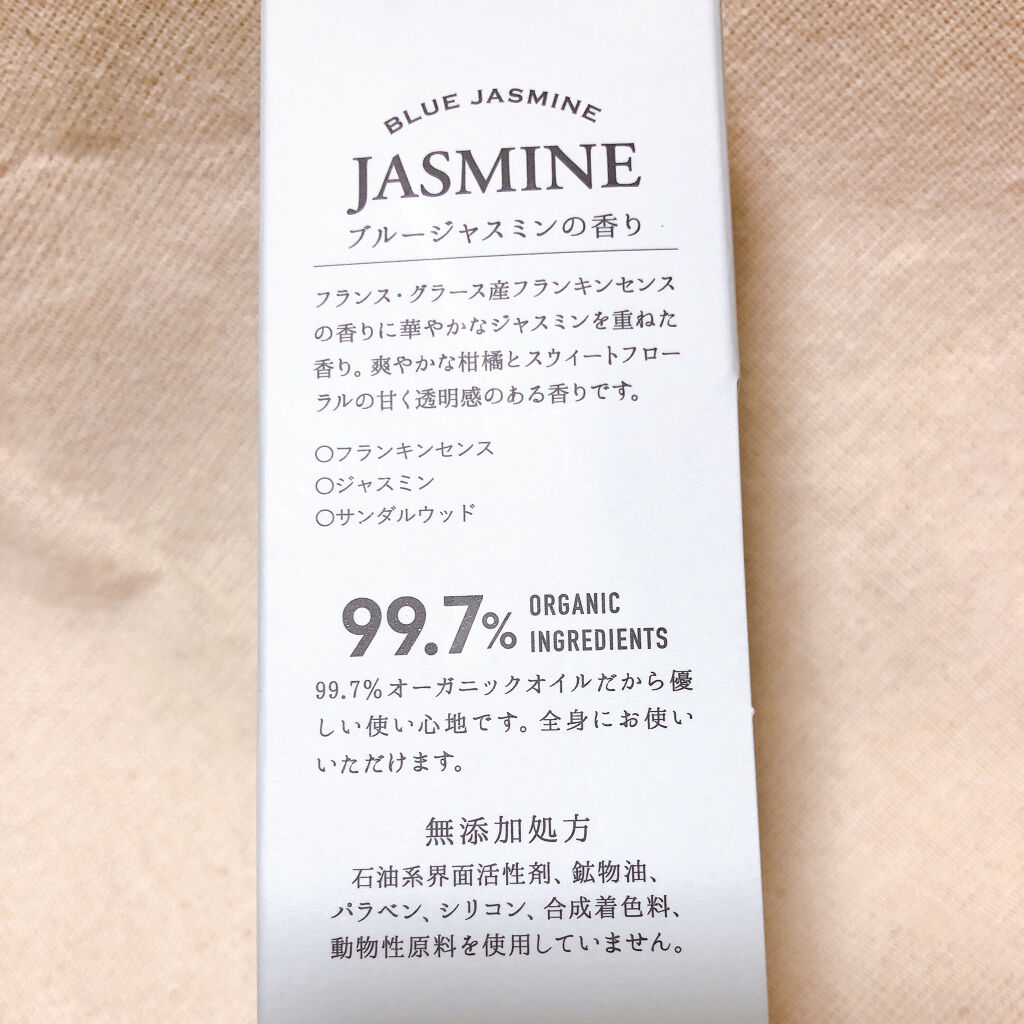 BLUE JASMINE
JASMINE
ブルージャスミンの香り
フランス・グラース産フランキンセンス
の香りに華やかなジャスミンを重ねた
香り。爽やかな柑橘とスウィートフロー
ラルの甘く透明感のある香りです。
〇フランキンセンス
〇ジャスミン
〇サンダルウッド
99.7% ORGANIC
INGREDIENTS
99.7%オーガニックオイルだから優
しい使い心地です。全身にお使い
いただけます。
無添加処方
石油系界面活性剤、鉱物油、
パラベン、シリコン、合成着色料、
動物性原料を使用していません。